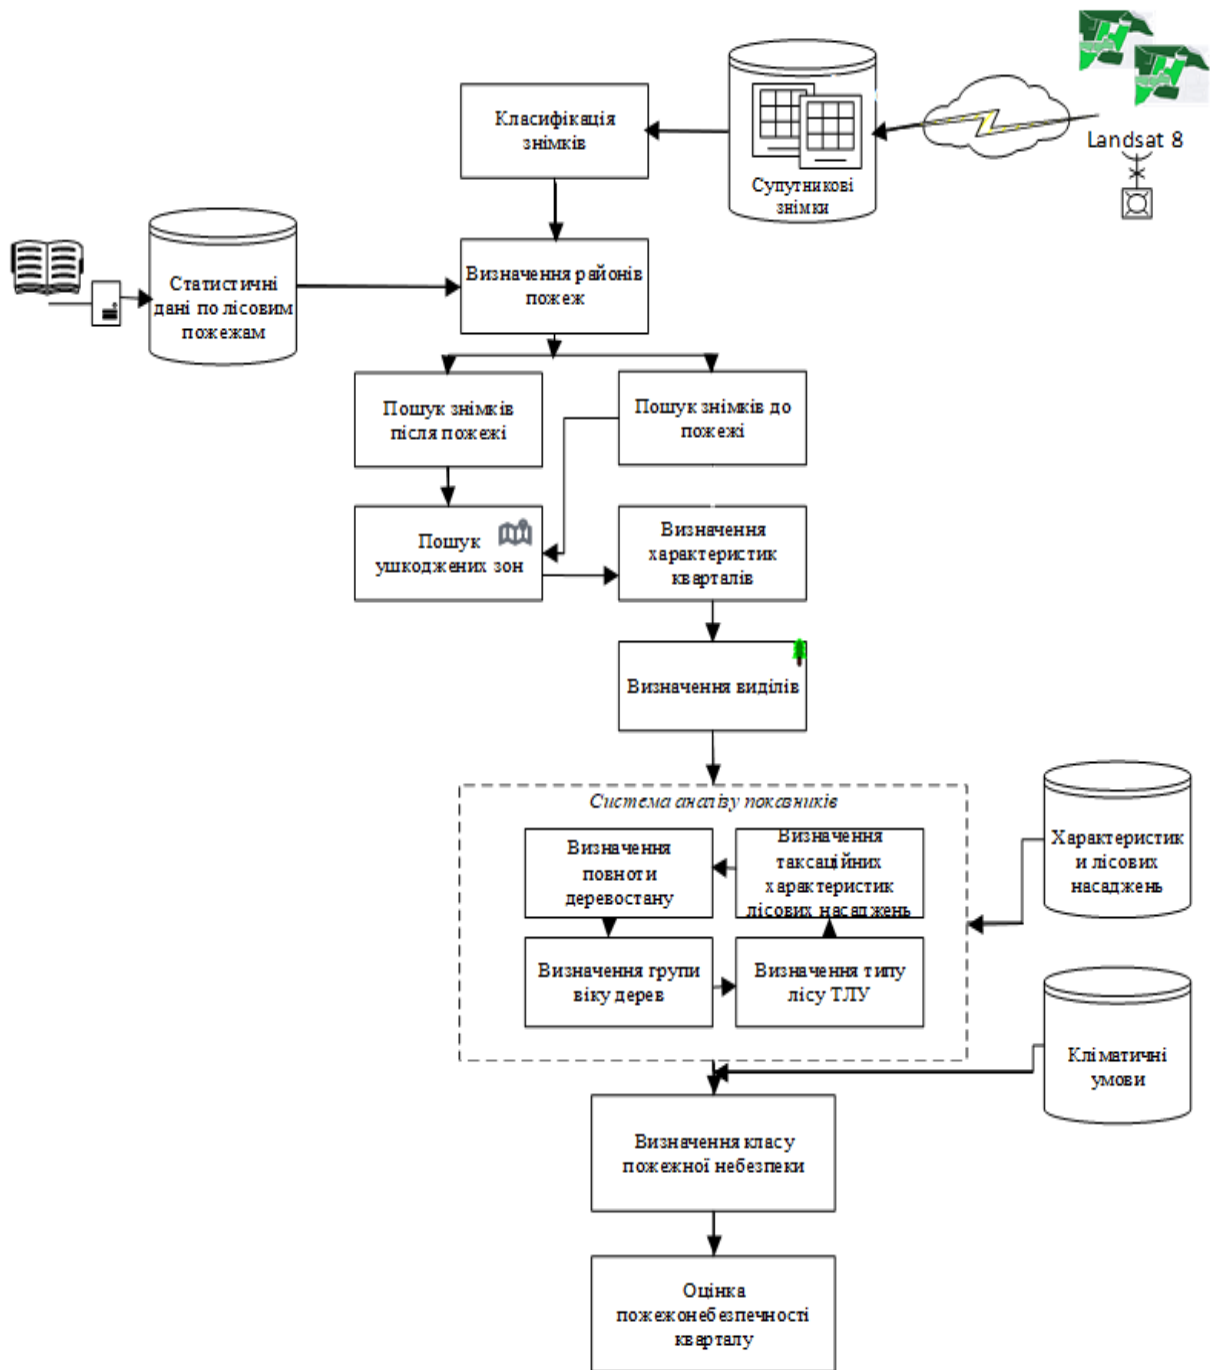 Landsat 8
Класифікація
знімків
Супутникові
знімки
Статистичні
дані по лісовим
пожежам
Визначення районів
пожеж
Пошук знімків
після пожежі
Пошук знімків до
пожежі
Пошук
ушкоджених зон
Визначення
характеристик
кварталів
Визначення виділів
Система аналізу показників
Визначення
повноти
деревостану
Визначення
таксаційних
характеристик
лісових насаджень
Визначення групи
віку дерев
Визначення типу
лісу ТЛУ
Характеристик
и лісових
насаджень
Кліматичні
умови
Визначення класу
пожежної небезпеки
Оцінка
пожежонебезпечності
кварталу